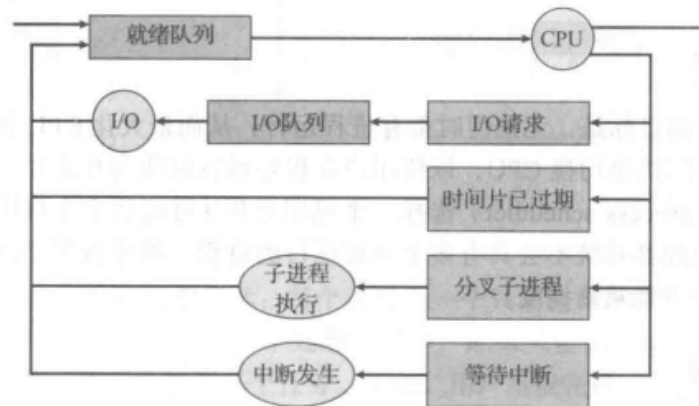 就绪队列
CPU
I/O
I/O队列
I/O请求
时间片已过期
子进程
执行
分叉子进程
中断发生
等待中断